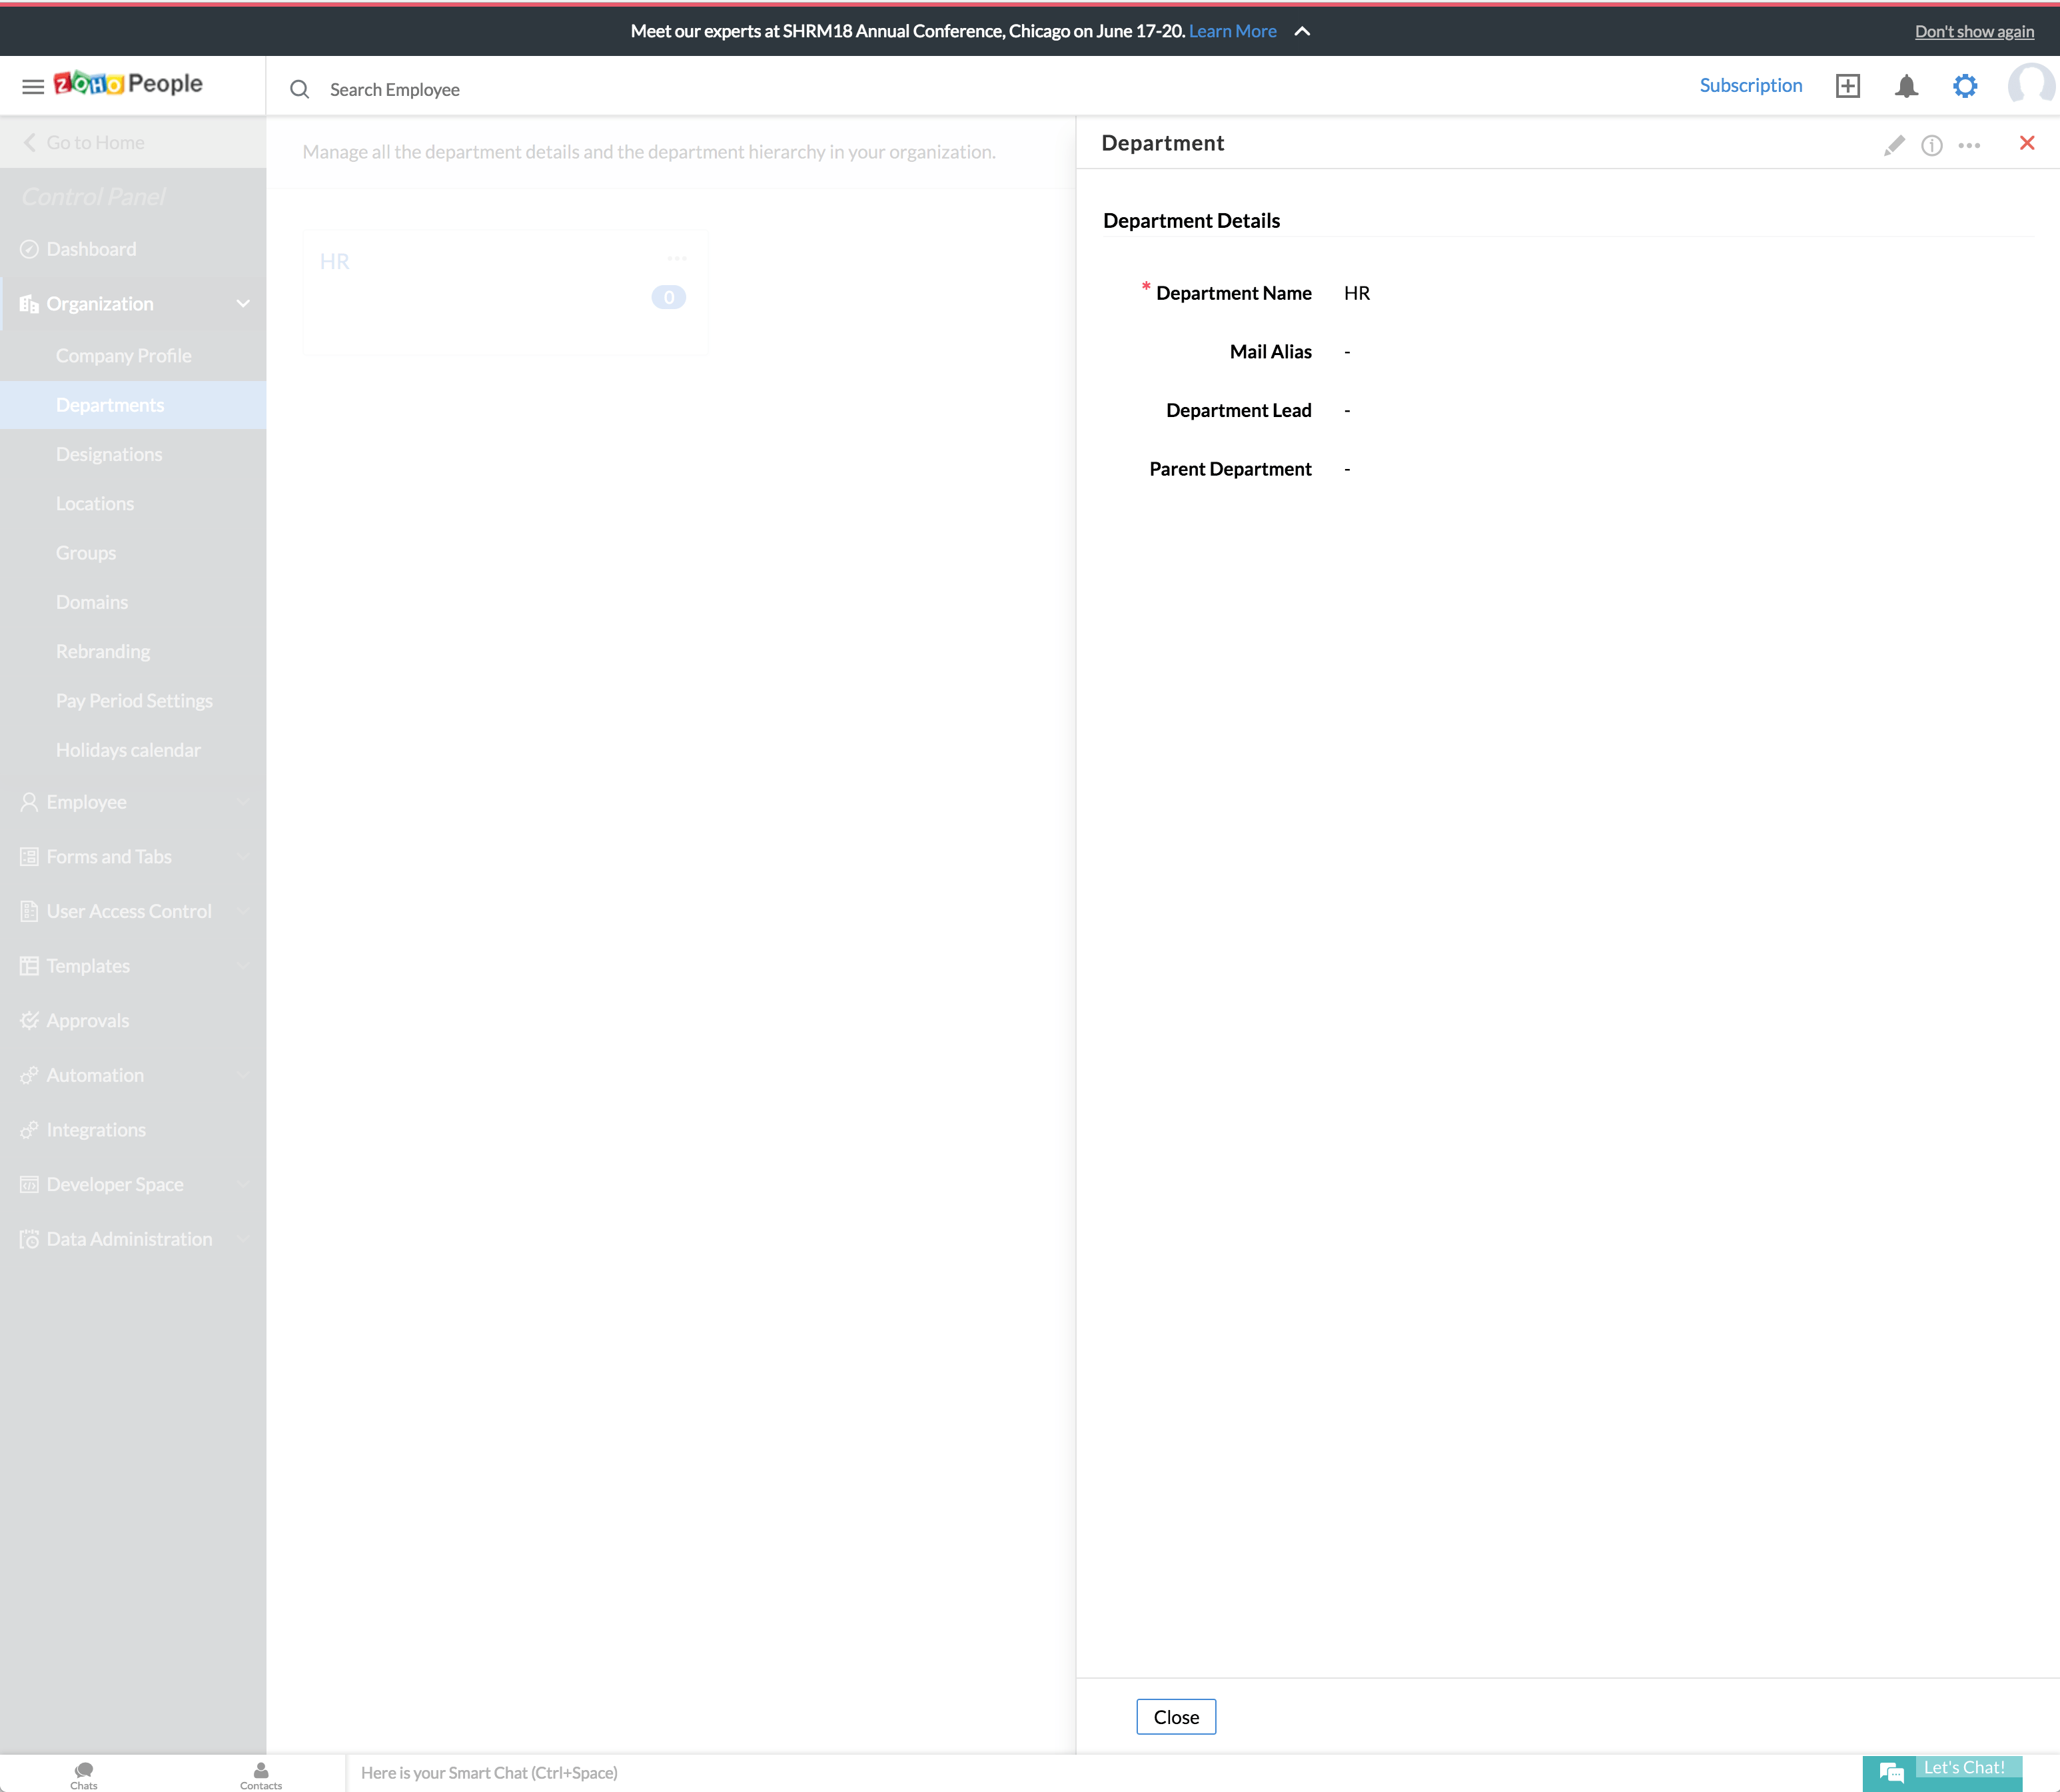 Meet our experts at SHRM18 Annual Conference, Chicago on June 17-20. Learn More
Don't show again
ZOHO People
Search Employee
Subscription
Go to Home
Control Panel
Dashboard
Organization
Company Profile
Departments
Designations
Locations
Groups
Domains
Rebranding
Pay Period Settings
Holidays calendar
Employee
Forms and Tabs
User Access Control
Templates
Approvals
Automation
Integrations
Developer Space
Data Administration
Manage all the department details and the department hierarchy in your organization.
HR
0
Department
Department Details
* Department Name HR
Mail Alias -
Department Lead -
Parent Department -
Close
Chats
Contacts
Here is your Smart Chat (Ctrl+Space)
Let's Chat!